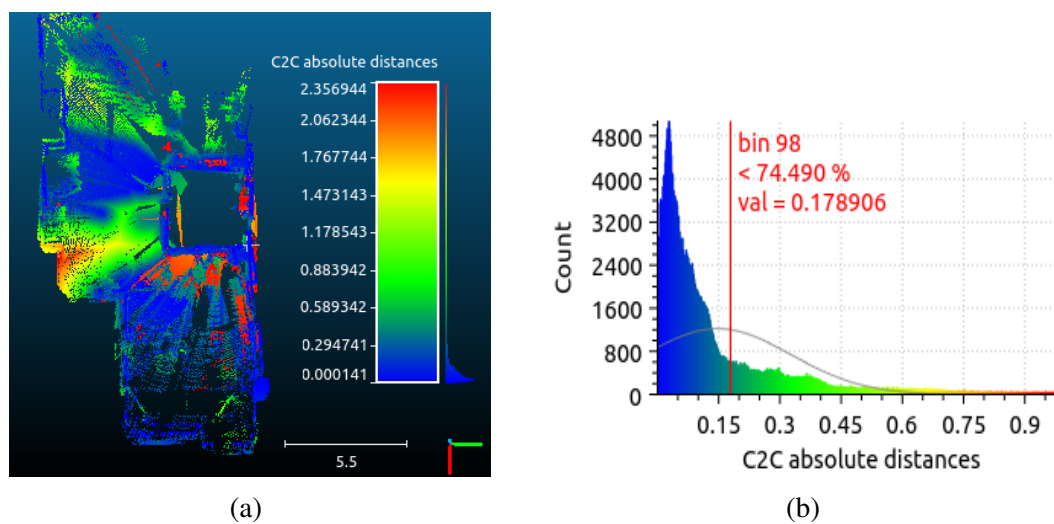 C2C absolute distances
2.356944
2.062344
1.767744
1.473143
1.178543
0.883942
0.589342
0.294741
0.000141
5.5
(a)
4800
4000
3200
2400
1600
800
0
Count
bin 98
< 74.490 %
val = 0.178906
0.15 0.3 0.45 0.6 0.75 0.9
C2C absolute distances
(b)